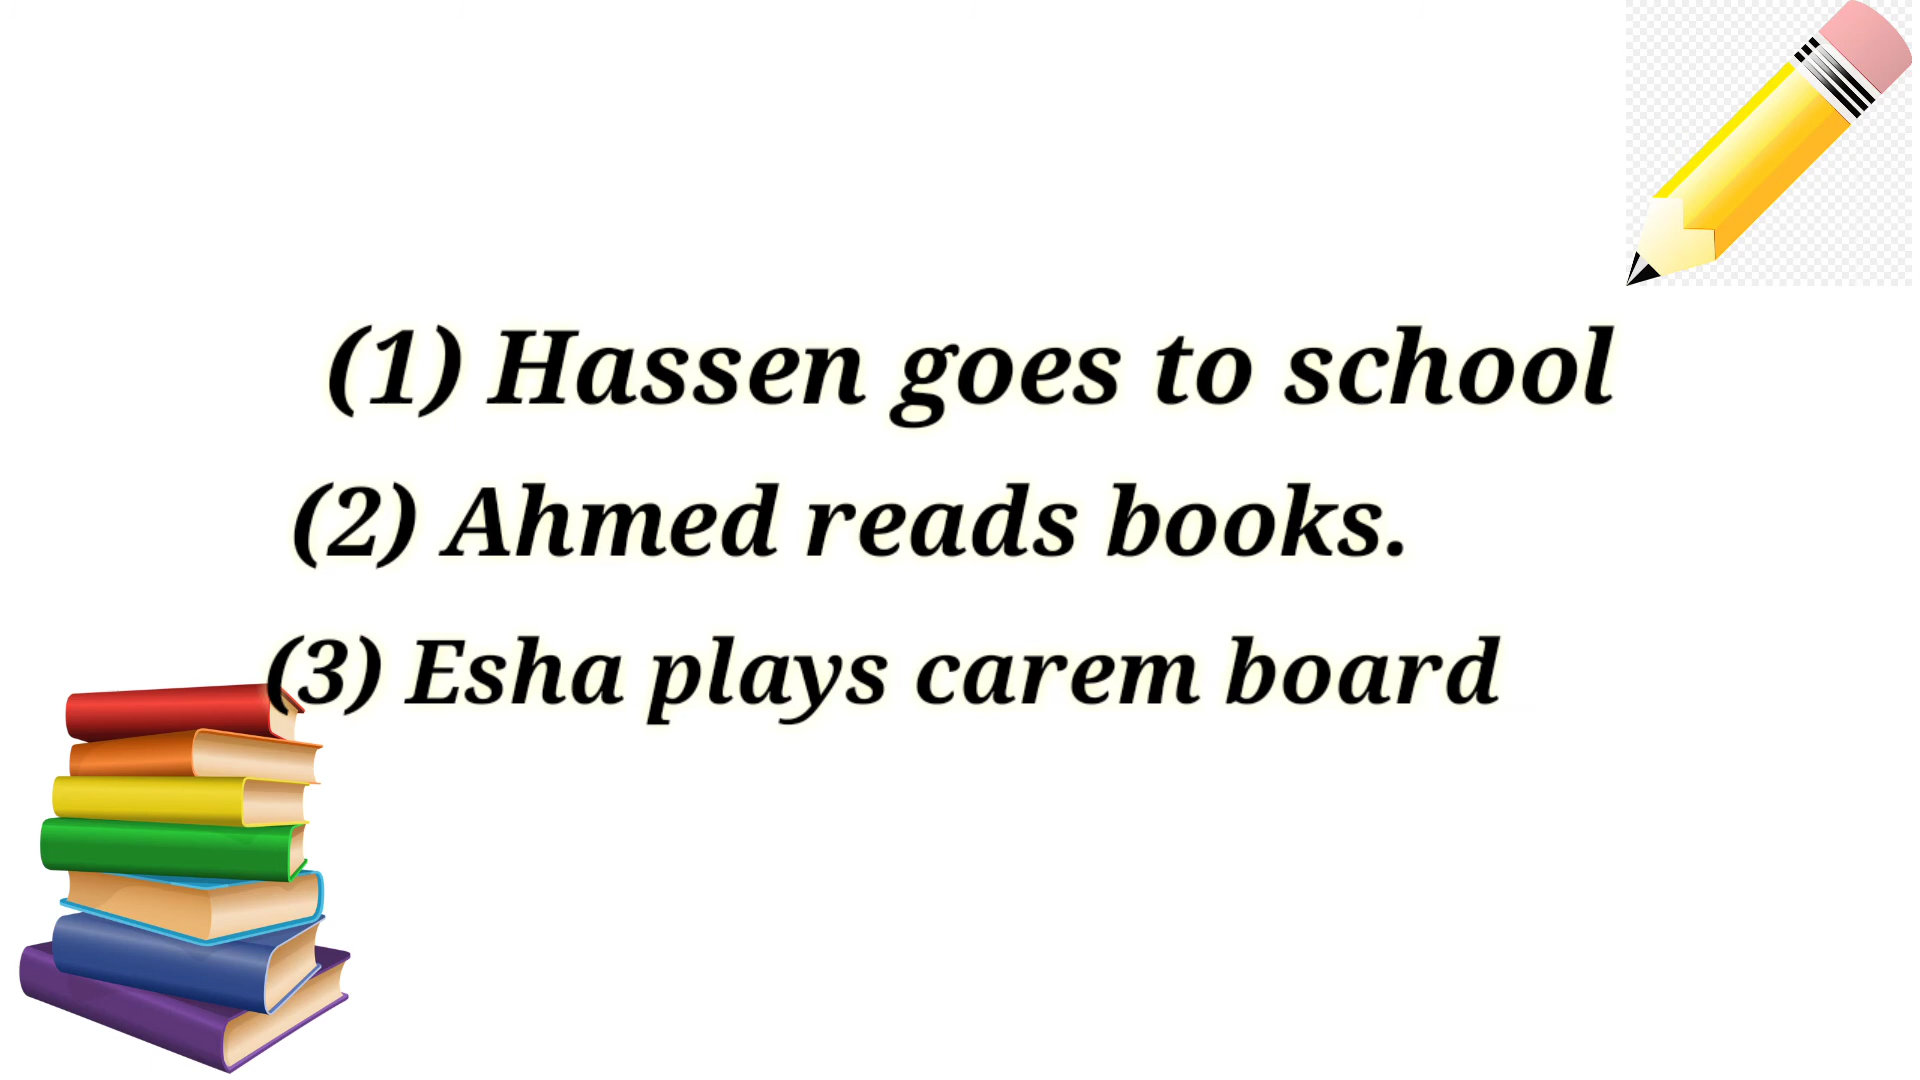 (1) Hassen goes to school
(2) Ahmed reads books.
(3) Esha plays carem board